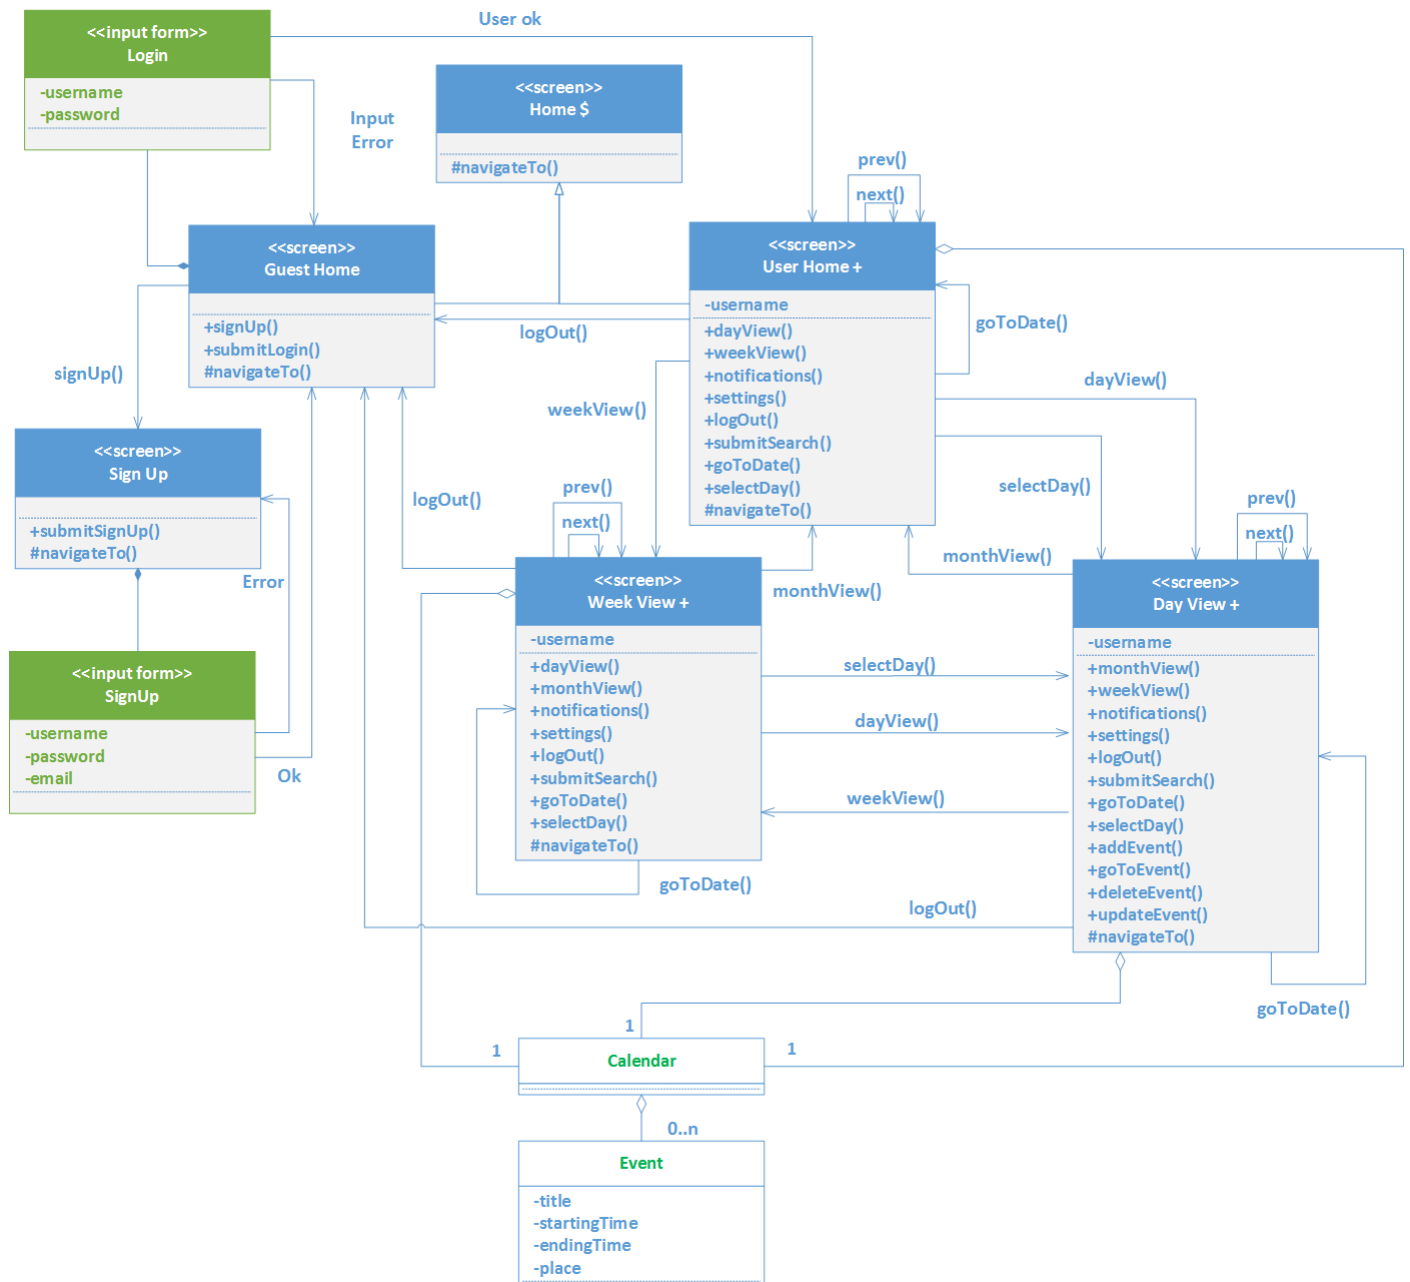 User ok
<<input form>>
Login
-username
-password
Input
Error
<<screen>>
Home $
#navigateTo()
prev()
next()
<<screen>>
Guest Home
+signUp()
+submitLogin()
#navigateTo()
<<screen>>
User Home +
-username
+dayView()
+weekView()
+notifications()
+settings()
+logOut()
+submitSearch()
+goToDate()
+selectDay()
#navigateTo()
goToDate()
logOut()
signUp()
weekView()
dayView()
selectDay()
<<screen>>
Sign Up
+submitSignUp()
#navigateTo()
logOut()
prev()
next()
prev()
next()
Error
monthView()
monthView()
<<screen>>
Week View +
-username
+dayView()
+monthView()
+notifications()
+settings()
+logOut()
+submitSearch()
+goToDate()
+selectDay()
#navigateTo()
<<screen>>
Day View +
-username
+monthView()
+weekView()
+notifications()
+settings()
+logOut()
+submitSearch()
+goToDate()
+selectDay()
+addEvent()
+goToEvent()
+deleteEvent()
+updateEvent()
#navigateTo()
<<input form>>
SignUp
-username
-password
-email
Ok
selectDay()
dayView()
weekView()
goToDate()
logOut()
goToDate()
1
1
1
Calendar
0..n
Event
-title
-startingTime
-endingTime
-place